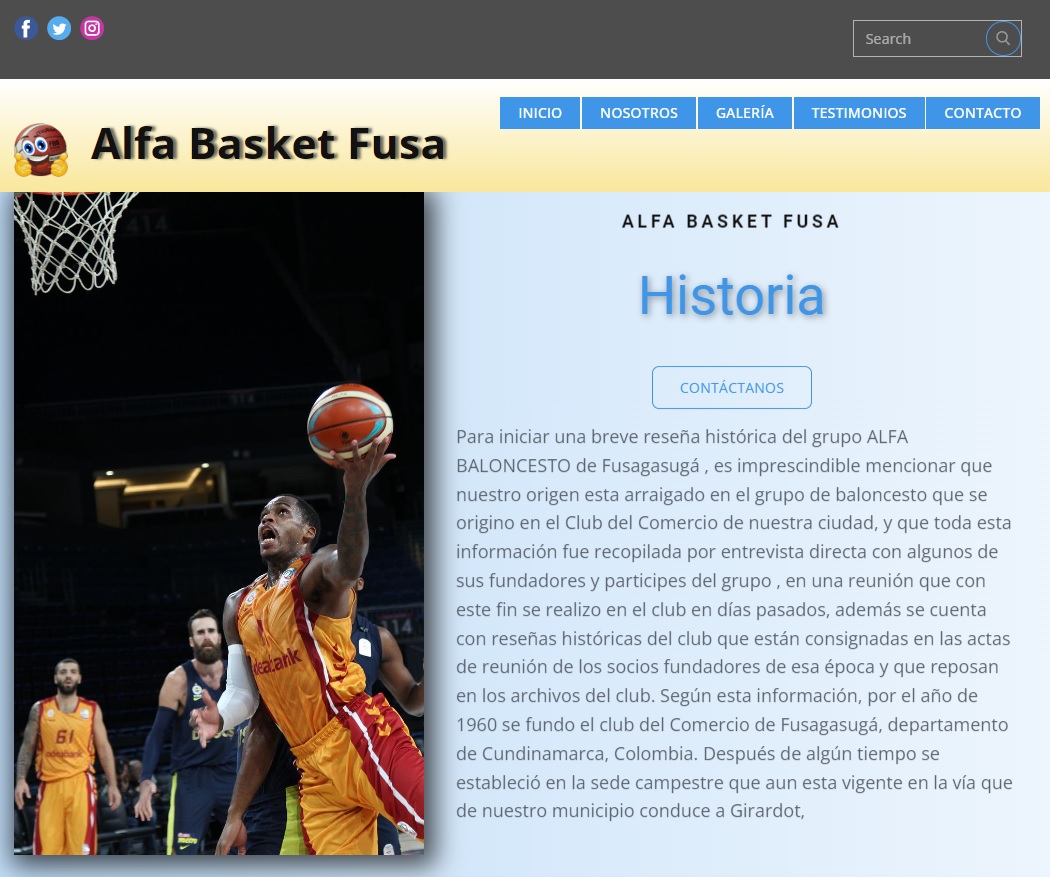 Search
INICIO
NOSOTROS
GALERÍA
TESTIMONIOS
CONTACTO
Alfa Basket Fusa
ALFA BASKET FUSA
Historia
CONTÁCTANOS
Para iniciar una breve reseña histórica del grupo ALFA
BALONCESTO de Fusagasugá , es imprescindible mencionar que
nuestro origen esta arraigado en el grupo de baloncesto que se
origino en el Club del Comercio de nuestra ciudad, y que toda esta
información fue recopilada por entrevista directa con algunos de
sus fundadores y participes del grupo , en una reunión que con
este fin se realizo en el club en días pasados, además se cuenta
con reseñas históricas del club que están consignadas en las actas
de reunión de los socios fundadores de esa época y que reposan
en los archivos del club. Según esta información, por el año de
1960 se fundo el club del Comercio de Fusagasugá, departamento
de Cundinamarca, Colombia. Después de algún tiempo se
estableció en la sede campestre que aun esta vigente en la vía que
de nuestro municipio conduce a Girardot,
414
114
61